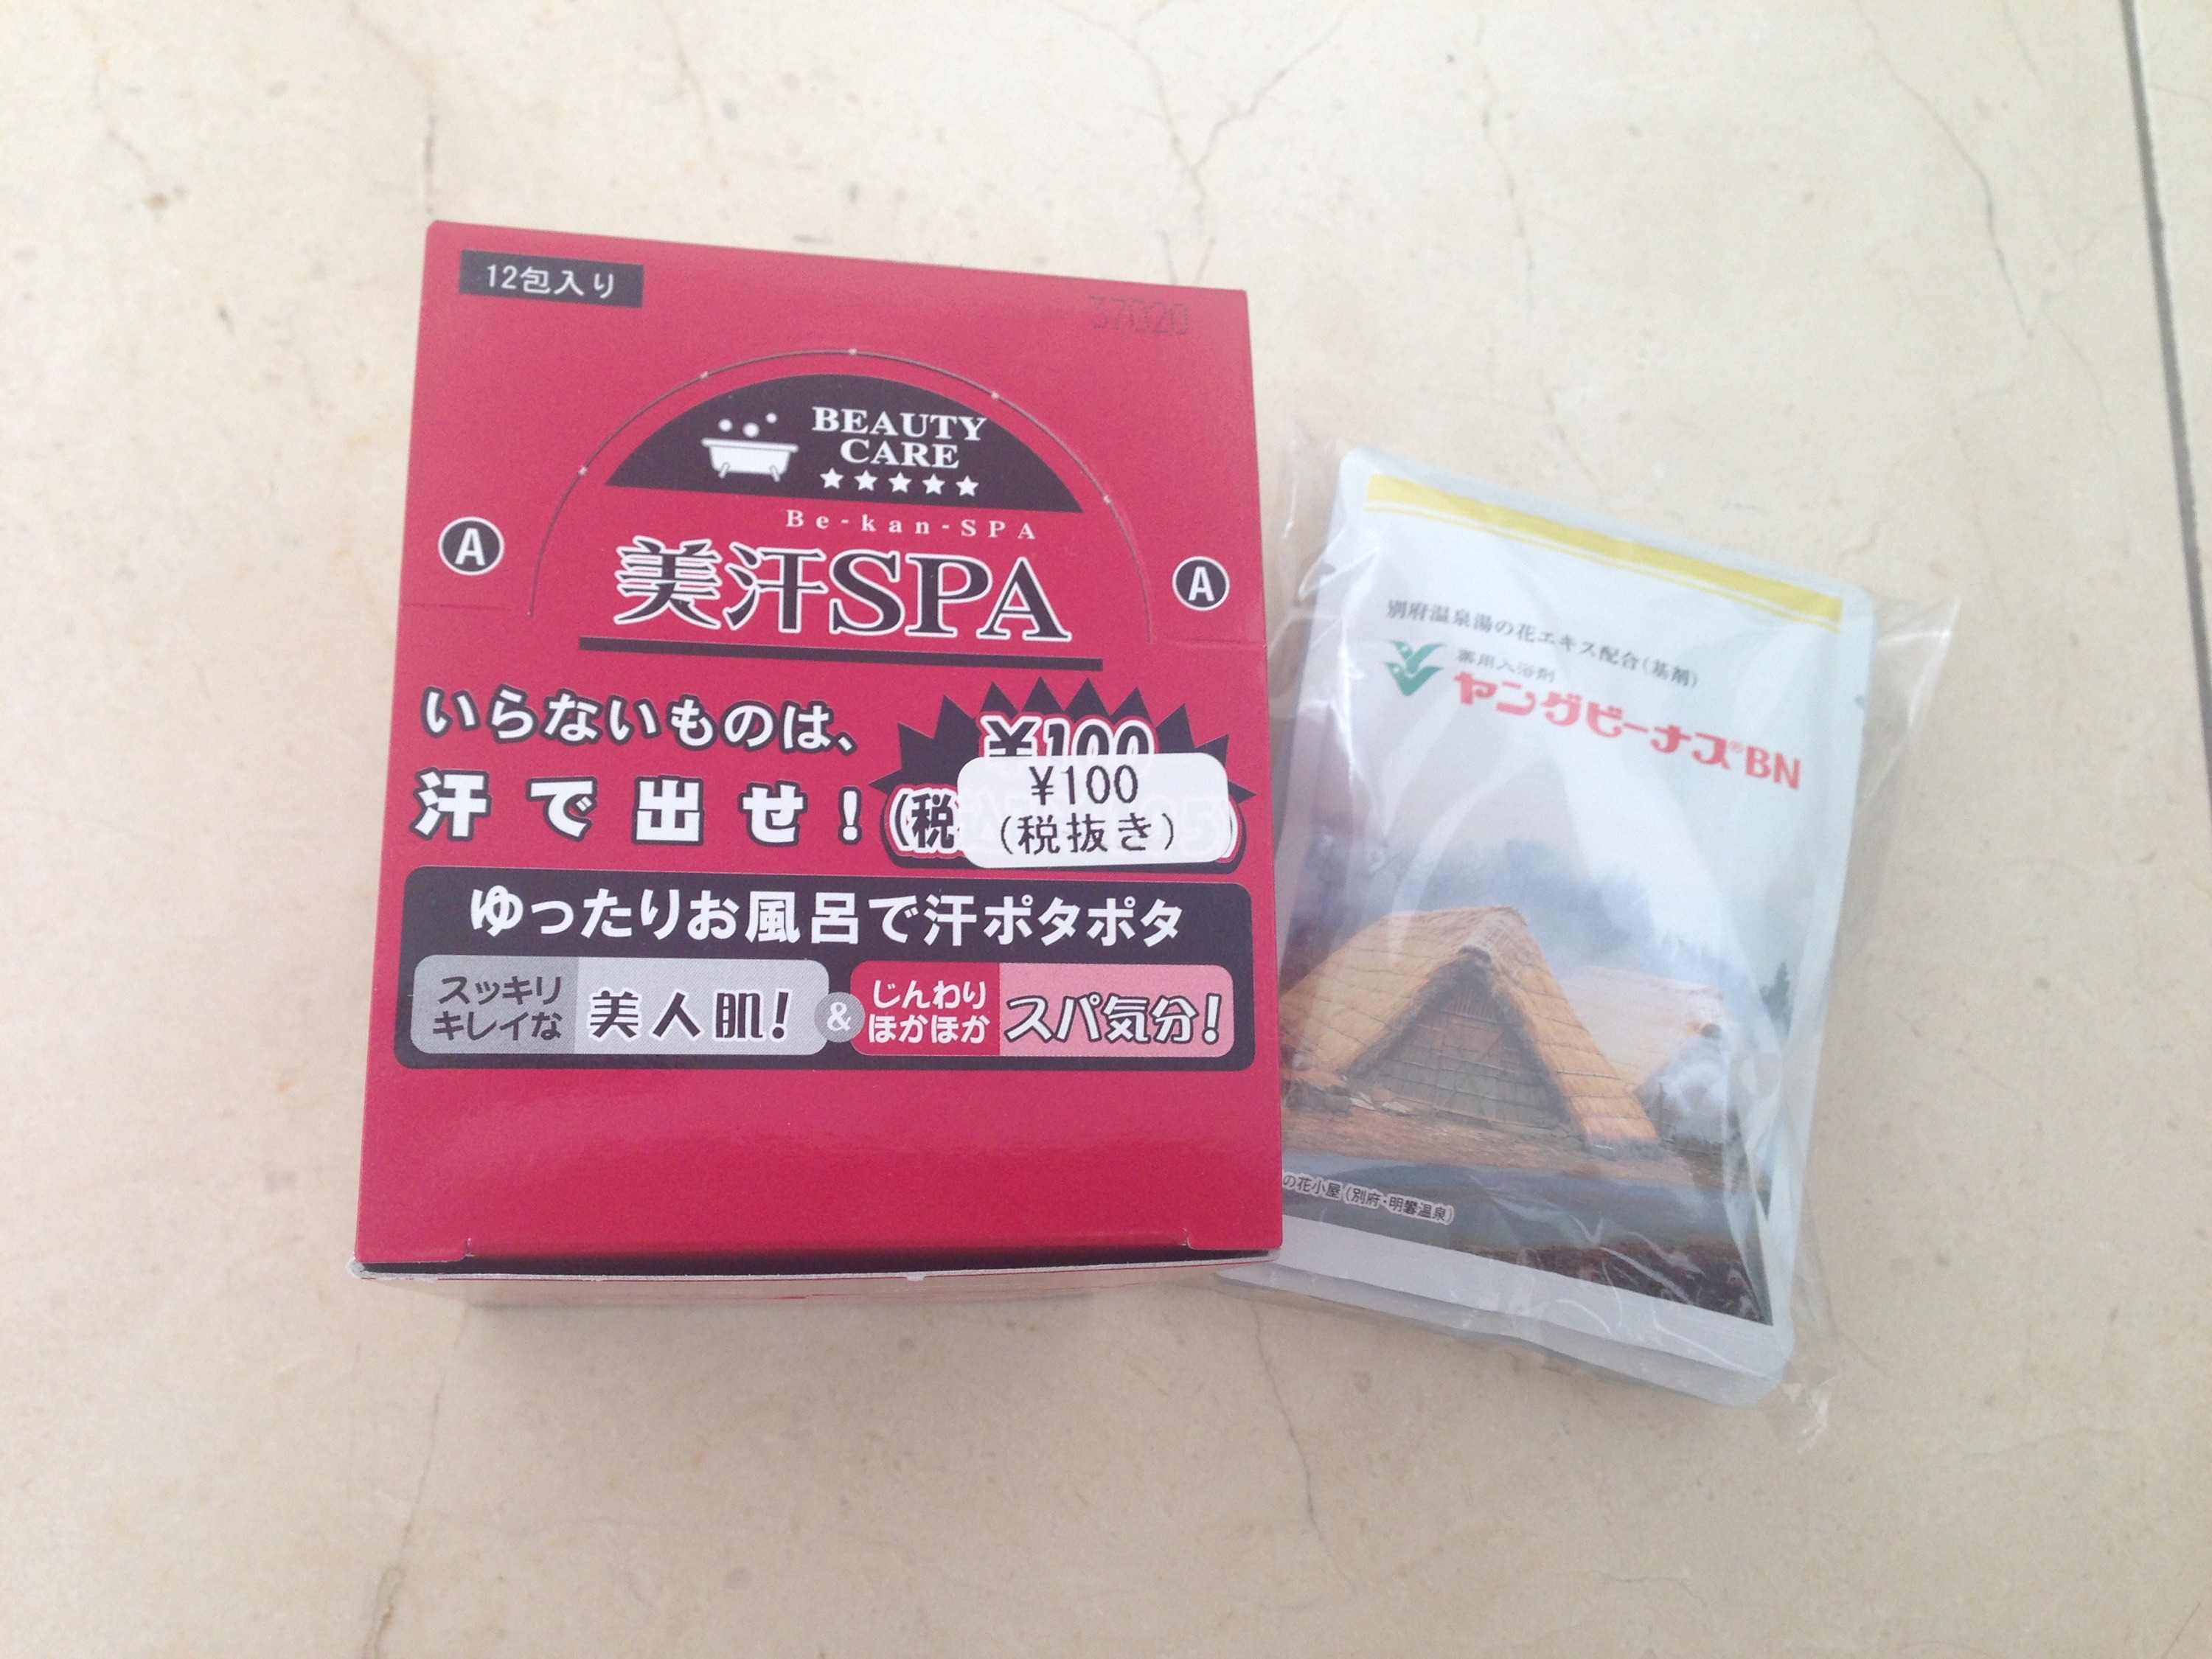 12包入り
37020
BEAUTY
CARE
Be-kan-SPA
美汗SPA
A
A
いらないものは、
汗で出せ!
¥100
(税
¥100
(税抜き)
ゆったりお風呂で汗ポタポタ
スッキリ
キレイな
美人肌!
&
じんわり
ほかほか
スパ気分!
別府温泉湯の花エキス配合(基剤)
薬用入浴剤
ヤングビーナス®BN
の花小屋(別府・明礬温泉)